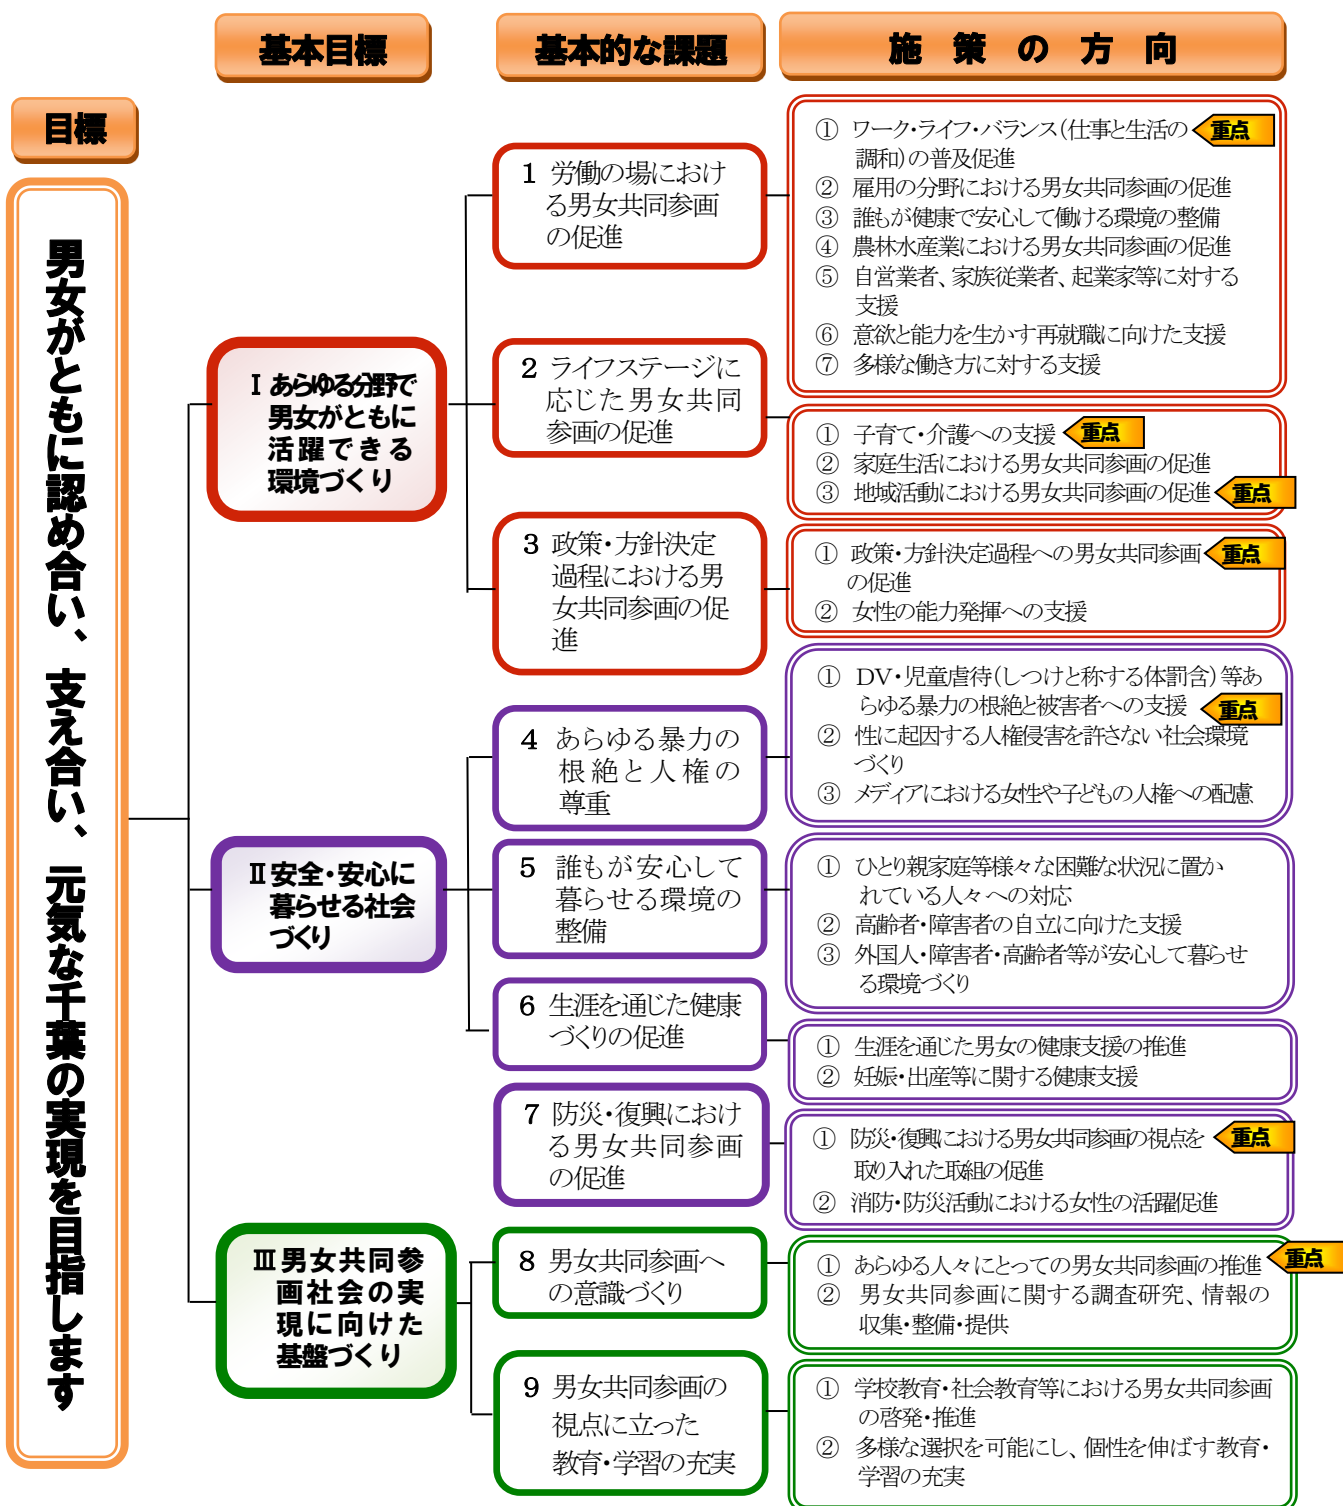 基本目標
基本的な課題
施策の方向
目標
男女がともに認め合い、支え合い、元気な千葉の実現を目指します
Ⅰ あらゆる分野で
男女がともに
活躍できる
環境づくり
1 労働の場におけ
る男女共同参画
の促進
① ワーク・ライフ・バランス(仕事と生活の
調和)の普及促進
重点
② 雇用の分野における男女共同参画の促進
③ 誰もが健康で安心して働ける環境の整備
④ 農林水産業における男女共同参画の促進
⑤ 自営業者、家族従業者、起業家等に対する
支援
⑥ 意欲と能力を生かす再就職に向けた支援
⑦ 多様な働き方に対する支援
2 ライフステージに
応じた男女共同
参画の促進
① 子育て・介護への支援
重点
② 家庭生活における男女共同参画の促進
③ 地域活動における男女共同参画の促進
重点
3 政策・方針決定
過程における男
女共同参画の促
進
① 政策・方針決定過程への男女共同参画
の促進
重点
② 女性の能力発揮への支援
Ⅱ 安全・安心に
暮らせる社会
づくり
4 あらゆる暴力の
根絶と人権の
尊重
① DV・児童虐待(しつけと称する体罰含)等あ
らゆる暴力の根絶と被害者への支援
重点
② 性に起因する人権侵害を許さない社会環境
づくり
③ メディアにおける女性や子どもの人権への配慮
5 誰もが安心して
暮らせる環境の
整備
① ひとり親家庭等様々な困難な状況に置か
れている人々への対応
② 高齢者・障害者の自立に向けた支援
③ 外国人・障害者・高齢者等が安心して暮らせ
る環境づくり
6 生涯を通じた健康
づくりの促進
① 生涯を通じた男女の健康支援の推進
② 妊娠・出産等に関する健康支援
7 防災・復興におけ
る男女共同参画
の促進
① 防災・復興における男女共同参画の視点を
取り入れた取組の促進
重点
② 消防・防災活動における女性の活躍促進
Ⅲ 男女共同参
画社会の実
現に向けた
基盤づくり
8 男女共同参画へ
の意識づくり
① あらゆる人々にとっての男女共同参画の推進
重点
② 男女共同参画に関する調査研究、情報の
収集・整備・提供
9 男女共同参画の
視点に立った
教育・学習の充実
① 学校教育・社会教育等における男女共同参画
の啓発・推進
② 多様な選択を可能にし、個性を伸ばす教育・
学習の充実